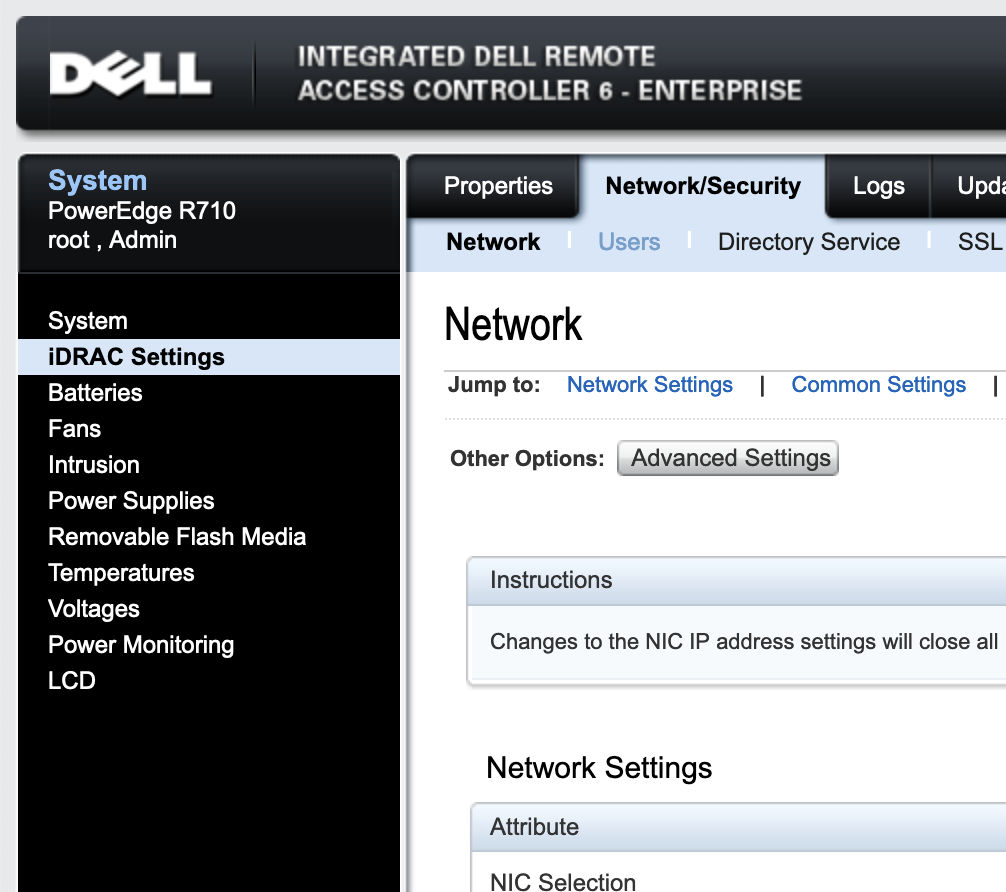 DELL
INTEGRATED DELL REMOTE
ACCESS CONTROLLER 6 - ENTERPRISE
System
PowerEdge R710
root , Admin
System
iDRAC Settings
Batteries
Fans
Intrusion
Power Supplies
Removable Flash Media
Temperatures
Voltages
Power Monitoring
LCD
Properties Network/Security Logs
Network Users Directory Service SSL
Network
Jump to: Network Settings | Common Settings |
Other Options: Advanced Settings
Instructions
Changes to the NIC IP address settings will close all
Network Settings
Attribute
NIC Selection